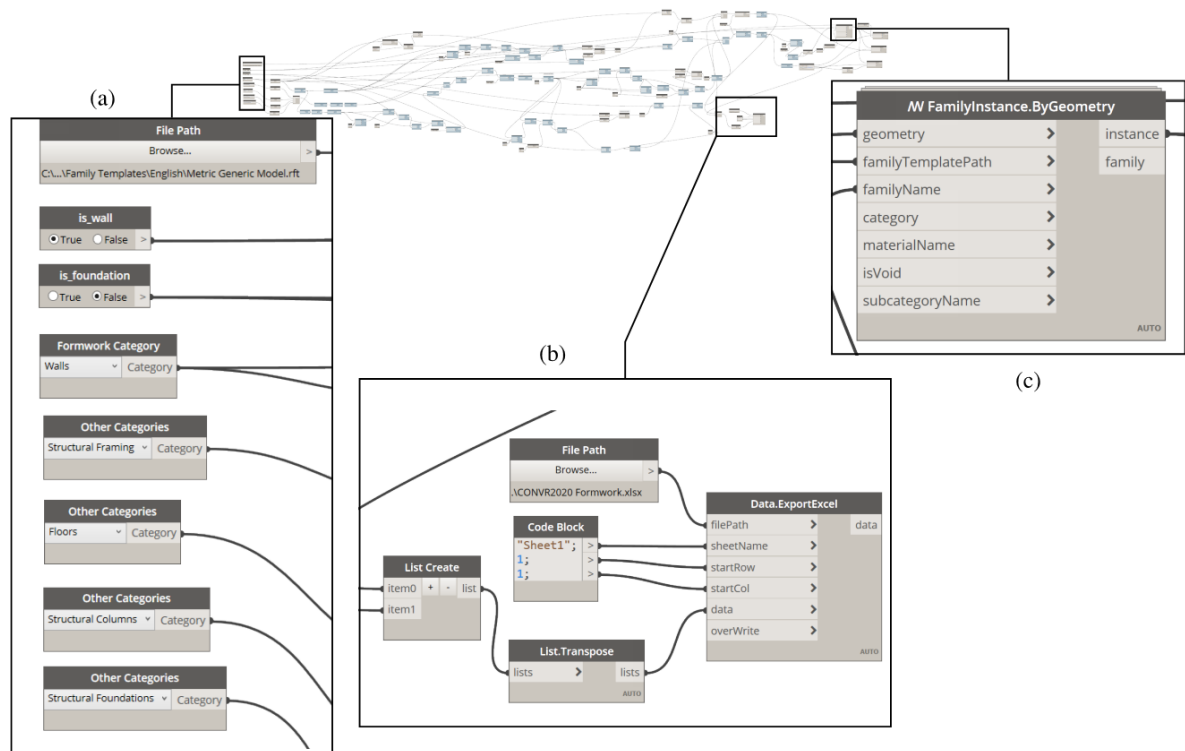 (a)
File Path
Browse...
>
C:\...\Family Templates\English\Metric Generic Model.rft
is_wall
True False >
is_foundation
True False >
Formwork Category
Walls Category
Other Categories
Structural Framing Category
Other Categories
Floors Category
Other Categories
Structural Columns Category
Other Categories
Structural Foundations Category
(b)
File Path
Browse... >
.\CONVR2020 Formwork.xlsx
Code Block
"Sheet1"; >
1; >
1; >
List Create
item0 + - list
item1
List.Transpose
lists > lists
AUTO
Data.ExportExcel
filePath > data
sheetName >
startRow >
startCol >
data >
overWrite >
AUTO
(c)
FamilyInstance.ByGeometry
geometry > instance
familyTemplatePath > family
familyName >
category >
materialName >
isVoid >
subcategoryName >
AUTO